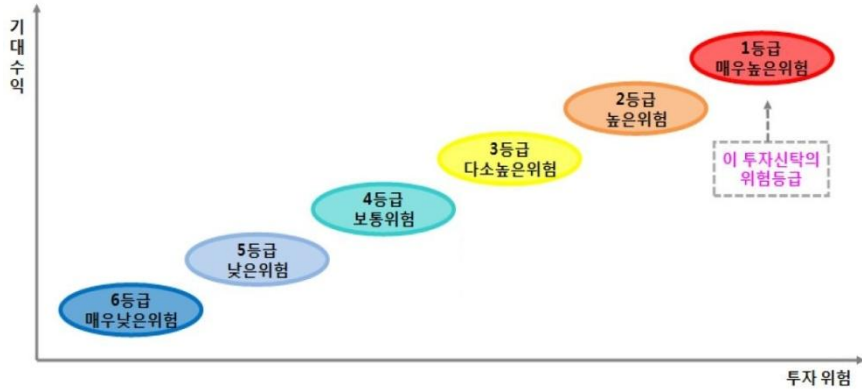 기대수익
1등급
매우높은위험
2등급
높은위험
3등급
다소높은위험
이 투자신탁의
위험등급
4등급
보통위험
5등급
낮은위험
6등급
매우낮은위험
투자 위험